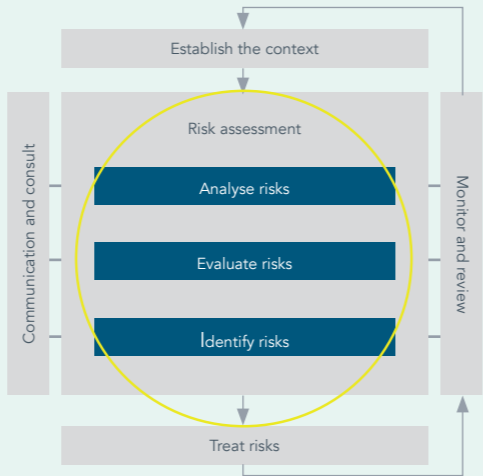 Establish the context
Communication and consult
Risk assessment
Analyse risks
Evaluate risks
Identify risks
Monitor and review
Treat risks